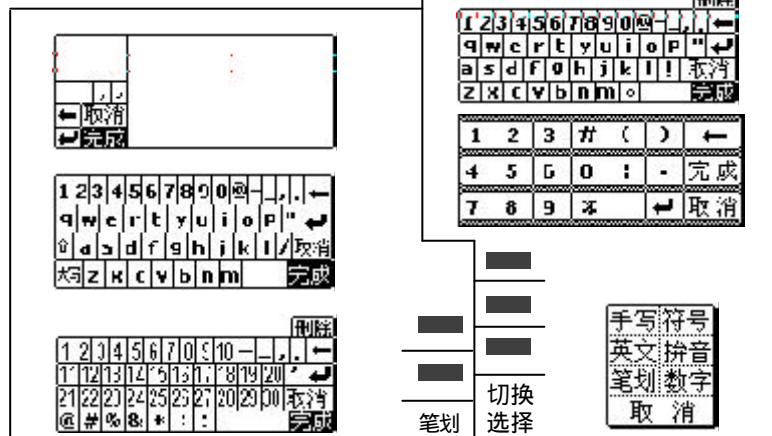 ← 取消
↵ 完成
1 2 3 4 5 6 7 8 9 0 @ - _ , . ←
q w e r t y u i o p " ↵
⇧ a s d f g h j k l / 取消
大写 z x c v b n m 完成
删除
1 2 3 4 5 6 7 8 9 10 — _ , . ←
11 12 13 14 15 16 17 18 19 20 ↵
21 22 23 24 25 26 27 28 29 30 取消
@ # % & * : 完成
删除
1 2 3 4 5 6 7 8 9 0 @ - _ , . ←
q w e r t y u i o p " ↵
a s d f g h j k l ! 取消
z x c v b n m 。 完成
1 2 3 # ( ) ←
4 5 6 0 : - 完成
7 8 9 * ↵ 取消
笔划
切换
选择
手写 符号
英文 拼音
笔划 数字
取消